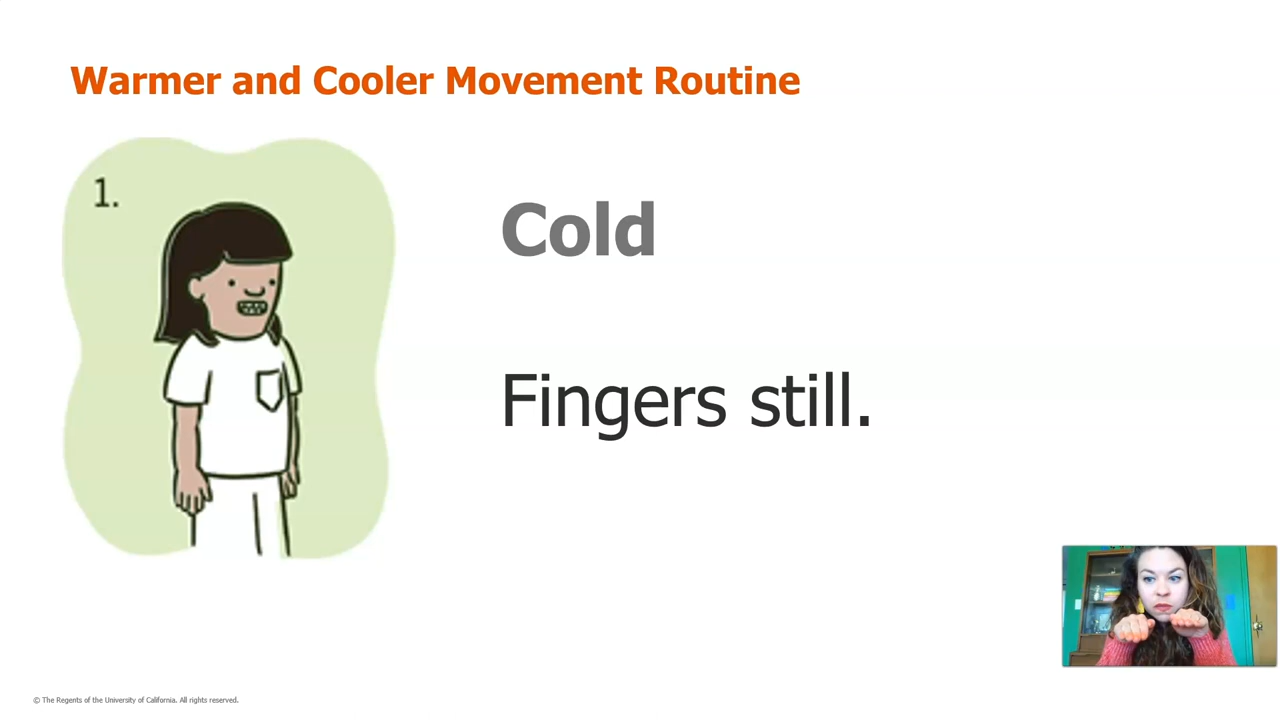 Warmer and Cooler Movement Routine
1.
Cold
Fingers still.
© The Regents of the University of California. All rights reserved.